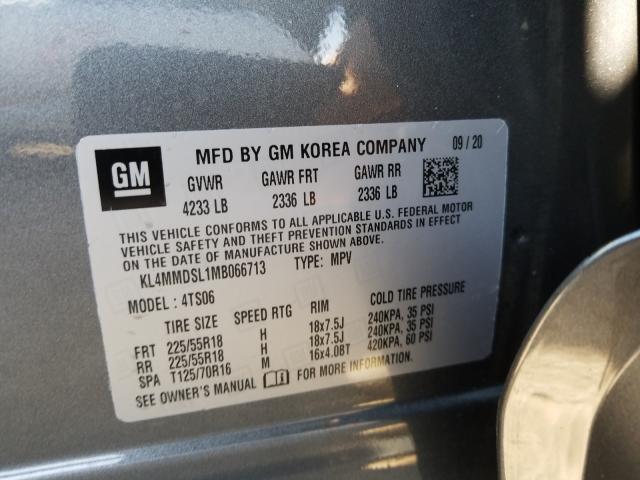 GM
MFD BY GM KOREA COMPANY 09 / 20
GVWR GAWR FRT GAWR RR
4233 LB 2336 LB 2336 LB
THIS VEHICLE CONFORMS TO ALL APPLICABLE U.S. FEDERAL MOTOR
VEHICLE SAFETY AND THEFT PREVENTION STANDARDS IN EFFECT
ON THE DATE OF MANUFACTURE SHOWN ABOVE.
KL4MMDSL1MB066713 TYPE: MPV
MODEL : 4TS06
TIRE SIZE SPEED RTG RIM COLD TIRE PRESSURE
FRT 225/55R18 H 18x7.5J 240KPA, 35 PSI
RR 225/55R18 H 18x7.5J 240KPA, 35 PSI
SPA T125/70R16 M 16x4.0BT 420KPA, 60 PSI
SEE OWNER'S MANUAL FOR MORE INFORMATION.